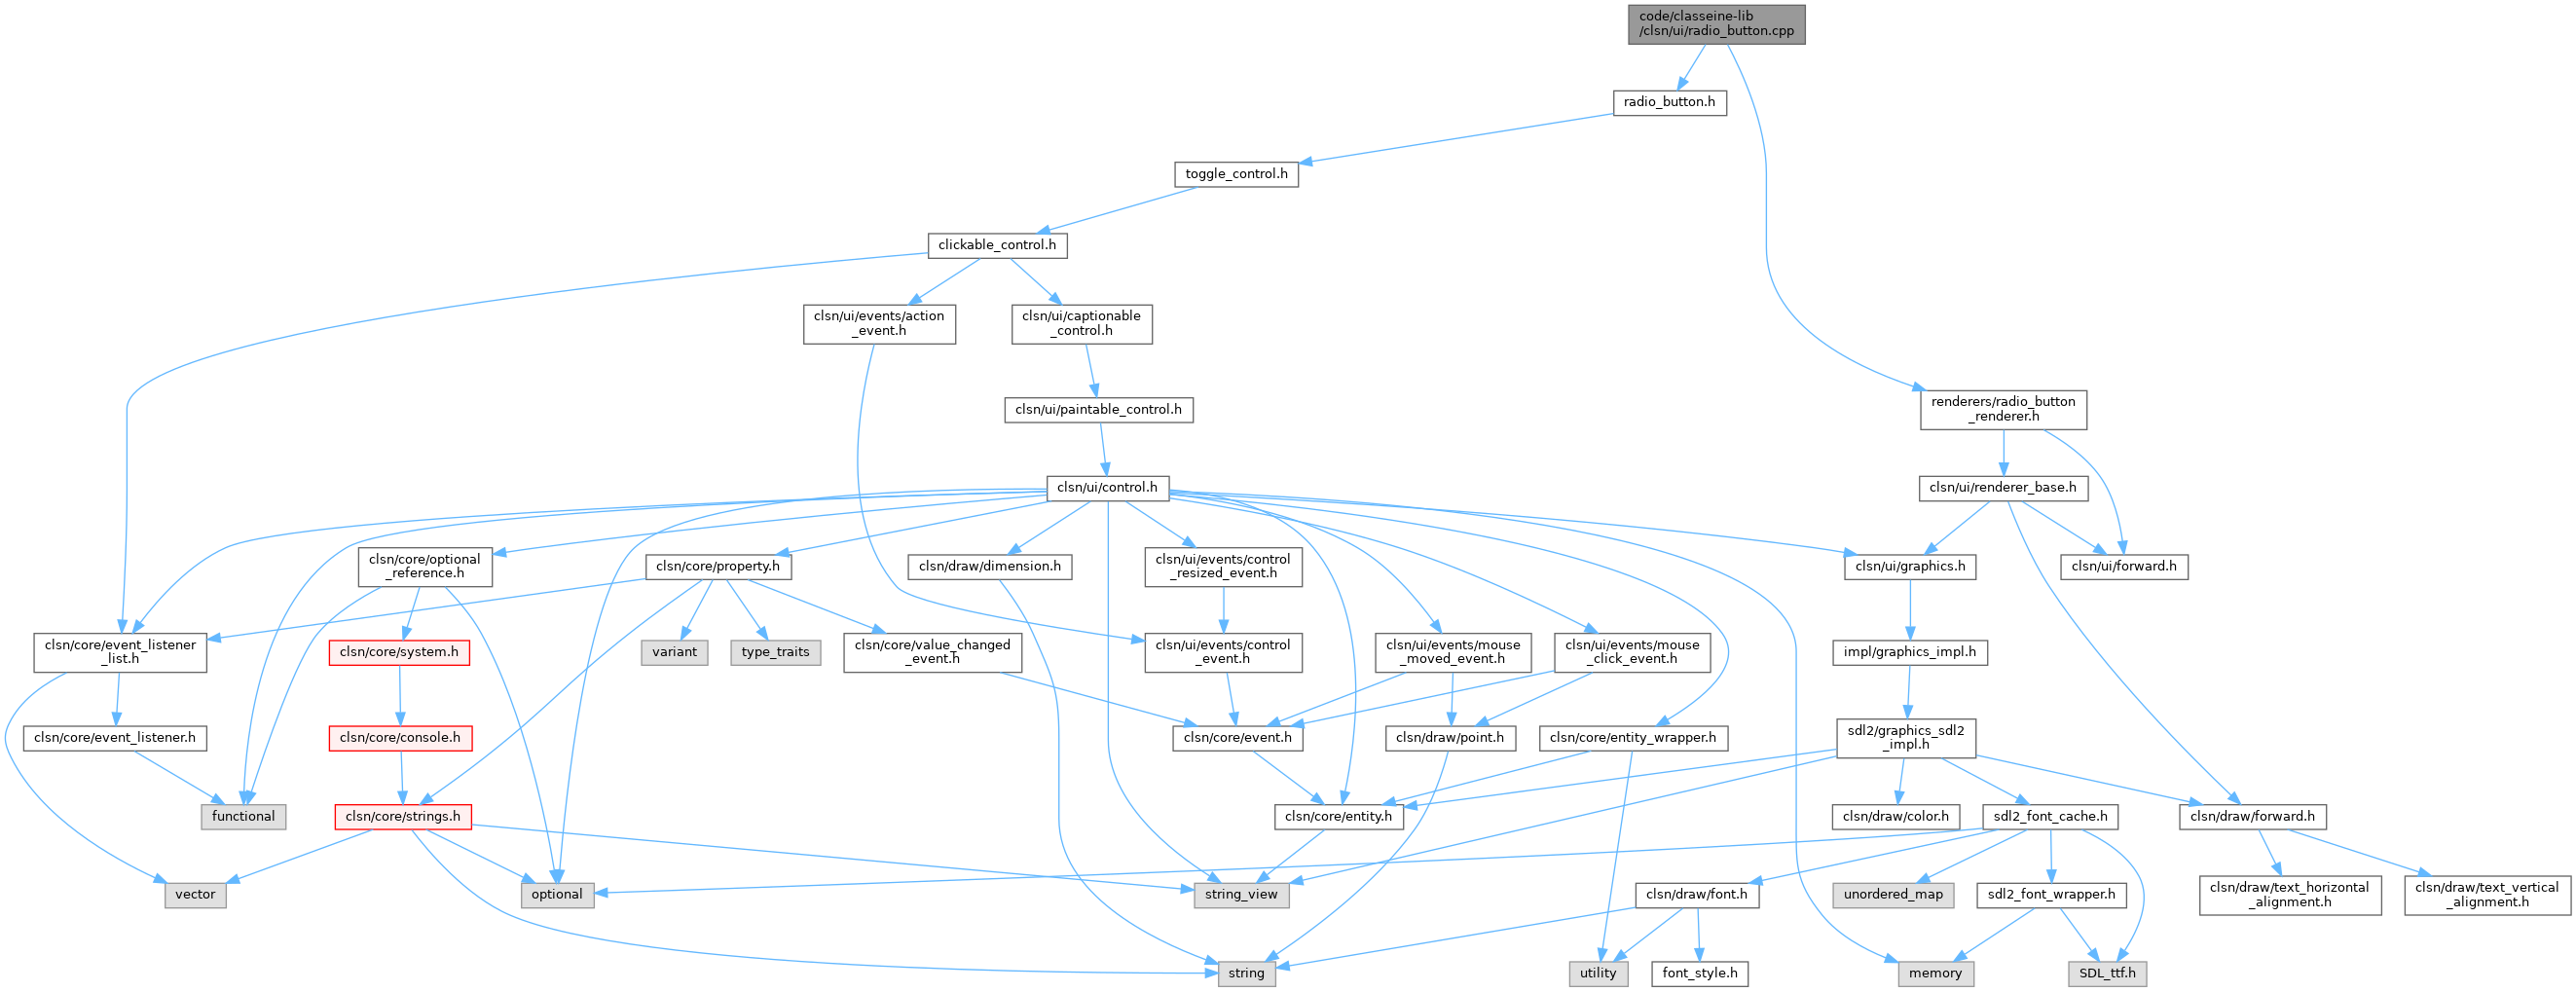 code/classeine-lib
/clsn/ui/radio_button.cpp
radio_button.h
toggle_control.h
clickable_control.h
clsn/ui/events/action
_event.h
clsn/ui/captionable
_control.h
clsn/ui/paintable_control.h
renderers/radio_button
_renderer.h
clsn/ui/control.h
clsn/ui/renderer_base.h
clsn/core/optional
_reference.h
clsn/core/property.h
clsn/draw/dimension.h
clsn/ui/events/control
_resized_event.h
clsn/ui/graphics.h
clsn/ui/forward.h
clsn/core/event_listener
_list.h
clsn/core/system.h
variant
type_traits
clsn/core/value_changed
_event.h
clsn/ui/events/control
_event.h
clsn/ui/events/mouse
_moved_event.h
clsn/ui/events/mouse
_click_event.h
impl/graphics_impl.h
clsn/core/event_listener.h
clsn/core/console.h
clsn/core/event.h
clsn/draw/point.h
clsn/core/entity_wrapper.h
sdl2/graphics_sdl2
_impl.h
functional
clsn/core/strings.h
clsn/core/entity.h
clsn/draw/color.h
sdl2_font_cache.h
clsn/draw/forward.h
vector
optional
string_view
clsn/draw/font.h
unordered_map
sdl2_font_wrapper.h
clsn/draw/text_horizontal
_alignment.h
clsn/draw/text_vertical
_alignment.h
string
utility
font_style.h
memory
SDL_ttf.h